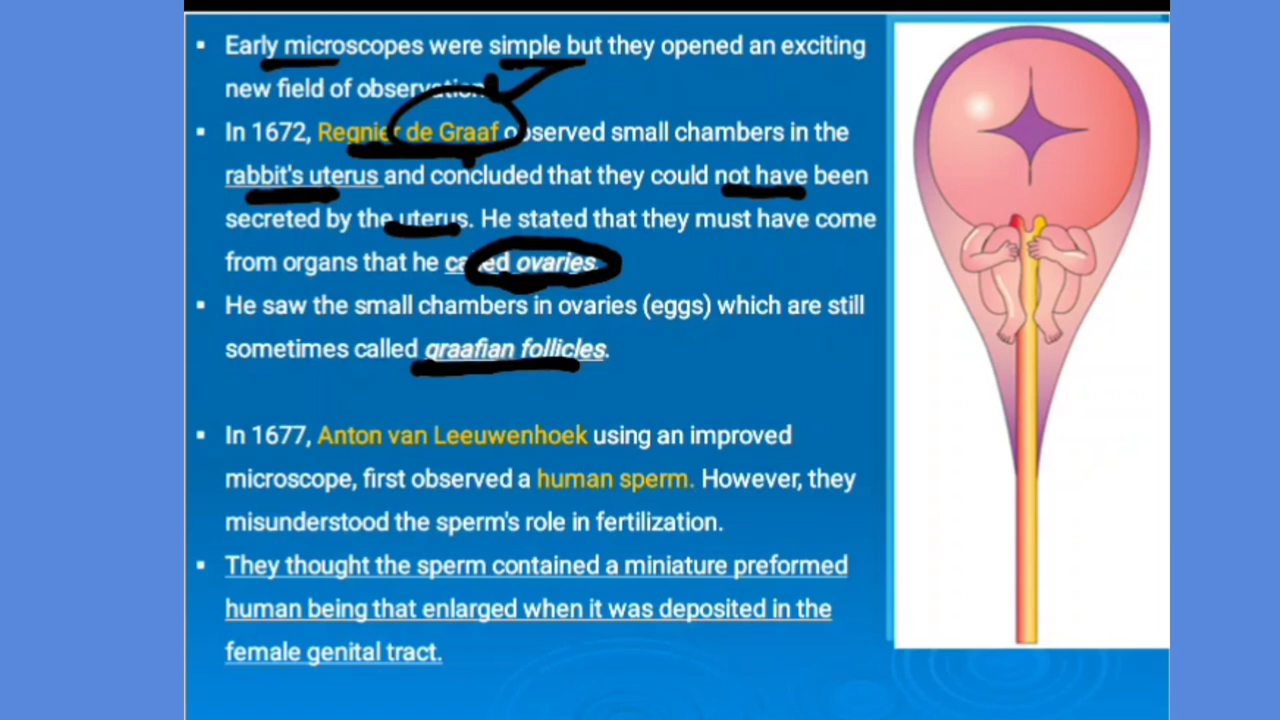 ▪ Early microscopes were simple but they opened an exciting
new field of observation.
▪ In 1672, Regnier de Graaf observed small chambers in the
rabbit's uterus and concluded that they could not have been
secreted by the uterus. He stated that they must have come
from organs that he called ovaries.
▪ He saw the small chambers in ovaries (eggs) which are still
sometimes called graafian follicles.
▪ In 1677, Anton van Leeuwenhoek using an improved
microscope, first observed a human sperm. However, they
misunderstood the sperm's role in fertilization.
▪ They thought the sperm contained a miniature preformed
human being that enlarged when it was deposited in the
female genital tract.